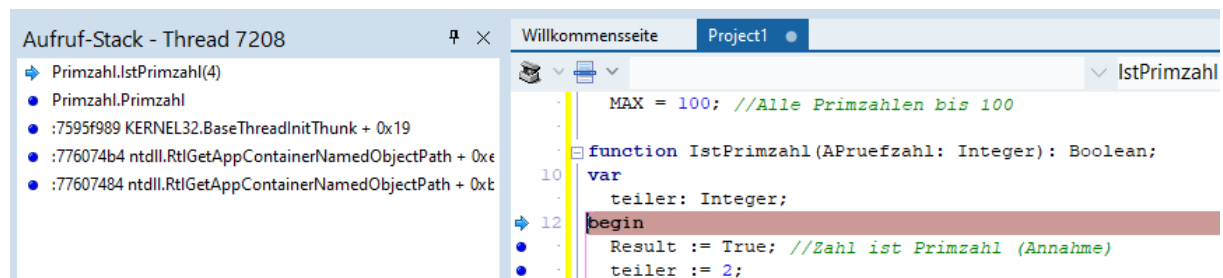 Aufruf-Stack - Thread 7208
Primzahl.IstPrimzahl(4)
Primzahl.Primzahl
:7595f989 KERNEL32.BaseThreadInitThunk + 0x19
:776074b4 ntdll.RtlGetAppContainerNamedObjectPath + 0xe
:77607484 ntdll.RtlGetAppContainerNamedObjectPath + 0xb
Willkommensseite Project1
IstPrimzahl
MAX = 100; //Alle Primzahlen bis 100
function IstPrimzahl(APruefzahl: Integer): Boolean;
10 var
teiler: Integer;
12 begin
Result := True; //Zahl ist Primzahl (Annahme)
teiler := 2;